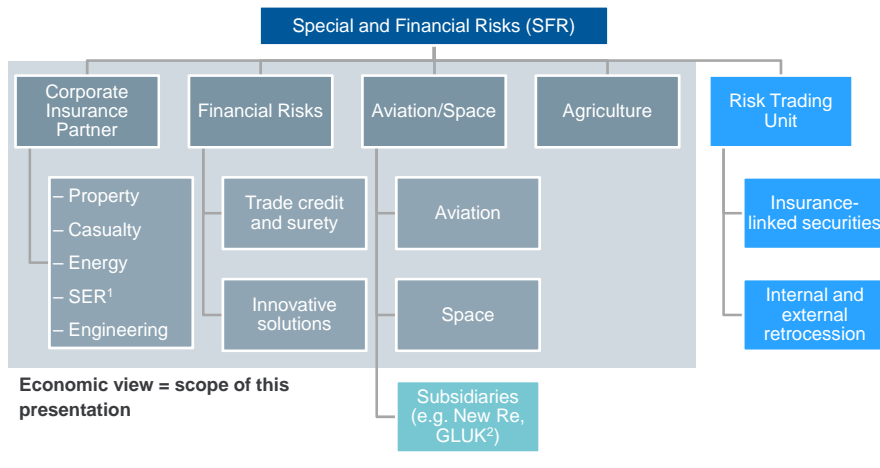 Special and Financial Risks (SFR)
Corporate
Insurance
Partner
Financial Risks
Aviation/Space
Agriculture
Risk Trading
Unit
– Property
– Casualty
– Energy
– SER¹
– Engineering
Trade credit
and surety
Aviation
Insurance-
linked securities
Innovative
solutions
Space
Internal and
external
retrocession
Economic view = scope of this
presentation
Subsidiaries
(e.g. New Re,
GLUK²)